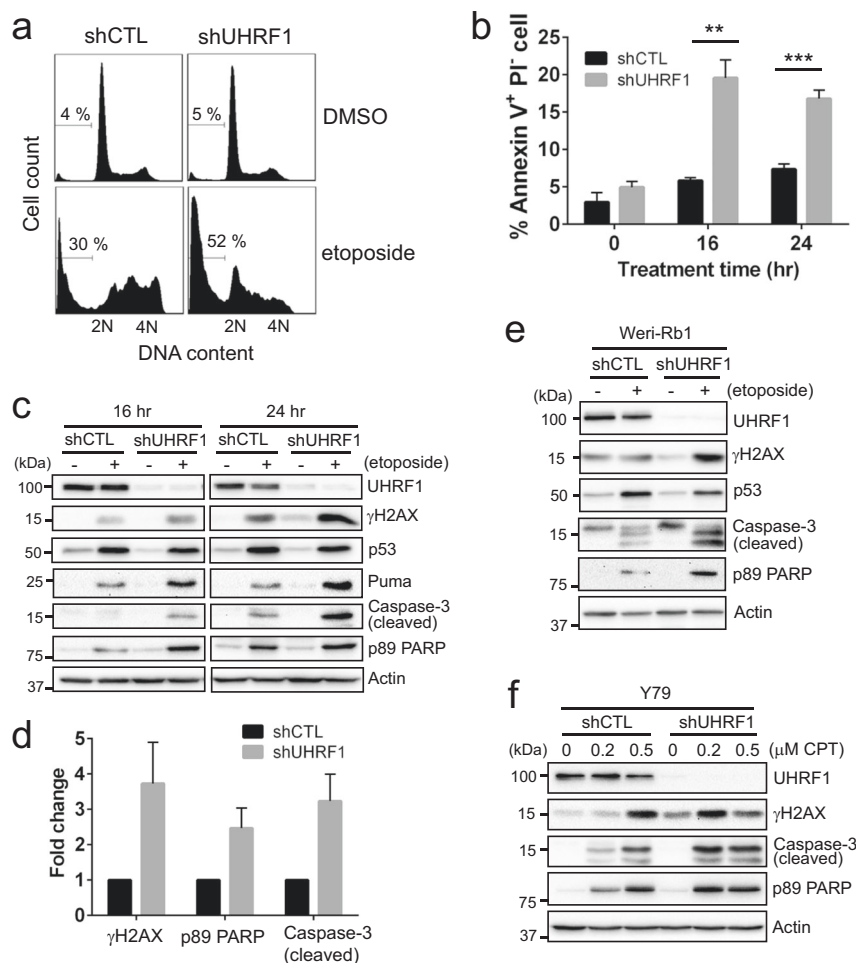 a
shCTL shUHRF1
4 % 5 %
DMSO
Cell count
30 % 52 %
etoposide
2N 4N 2N 4N
DNA content
b
% Annexin V+ PI- cell
25
20
15
10
5
0
shCTL
shUHRF1
** ***
0 16 24
Treatment time (hr)
c
16 hr 24 hr
shCTL shUHRF1 shCTL shUHRF1
(kDa) - + - + - + - + (etoposide)
100 UHRF1
15 γH2AX
50 p53
25 Puma
15 Caspase-3
(cleaved)
75 p89 PARP
37 Actin
d
shCTL
shUHRF1
Fold change
5
4
3
2
1
0
γH2AX p89 PARP Caspase-3
(cleaved)
e
Weri-Rb1
shCTL shUHRF1
(kDa) - + - + (etoposide)
100 UHRF1
15 γH2AX
50 p53
15 Caspase-3
(cleaved)
75 p89 PARP
37 Actin
f
Y79
shCTL shUHRF1
(kDa) 0 0.2 0.5 0 0.2 0.5 (μM CPT)
100 UHRF1
15 γH2AX
15 Caspase-3
(cleaved)
75 p89 PARP
37 Actin